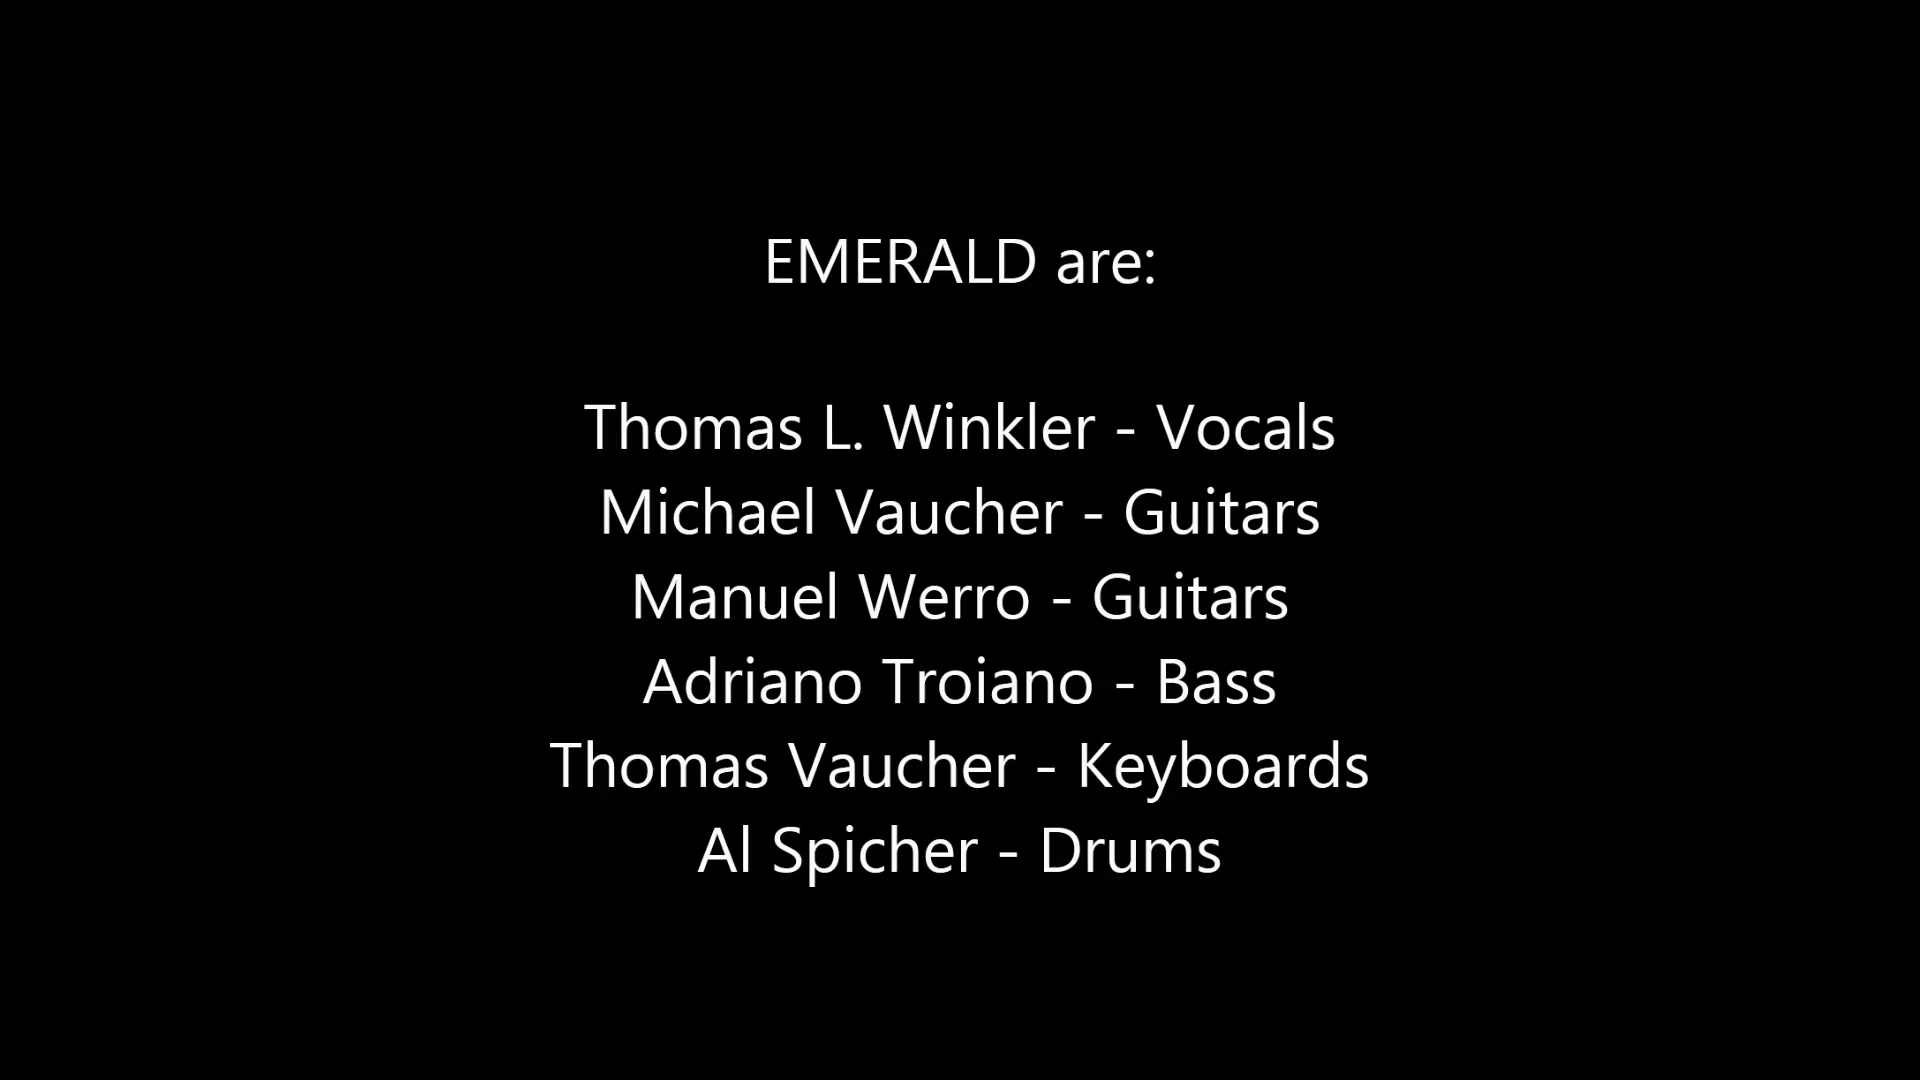 EMERALD are:
Thomas L. Winkler - Vocals
Michael Vaucher - Guitars
Manuel Werro - Guitars
Adriano Troiano - Bass
Thomas Vaucher - Keyboards
Al Spicher - Drums